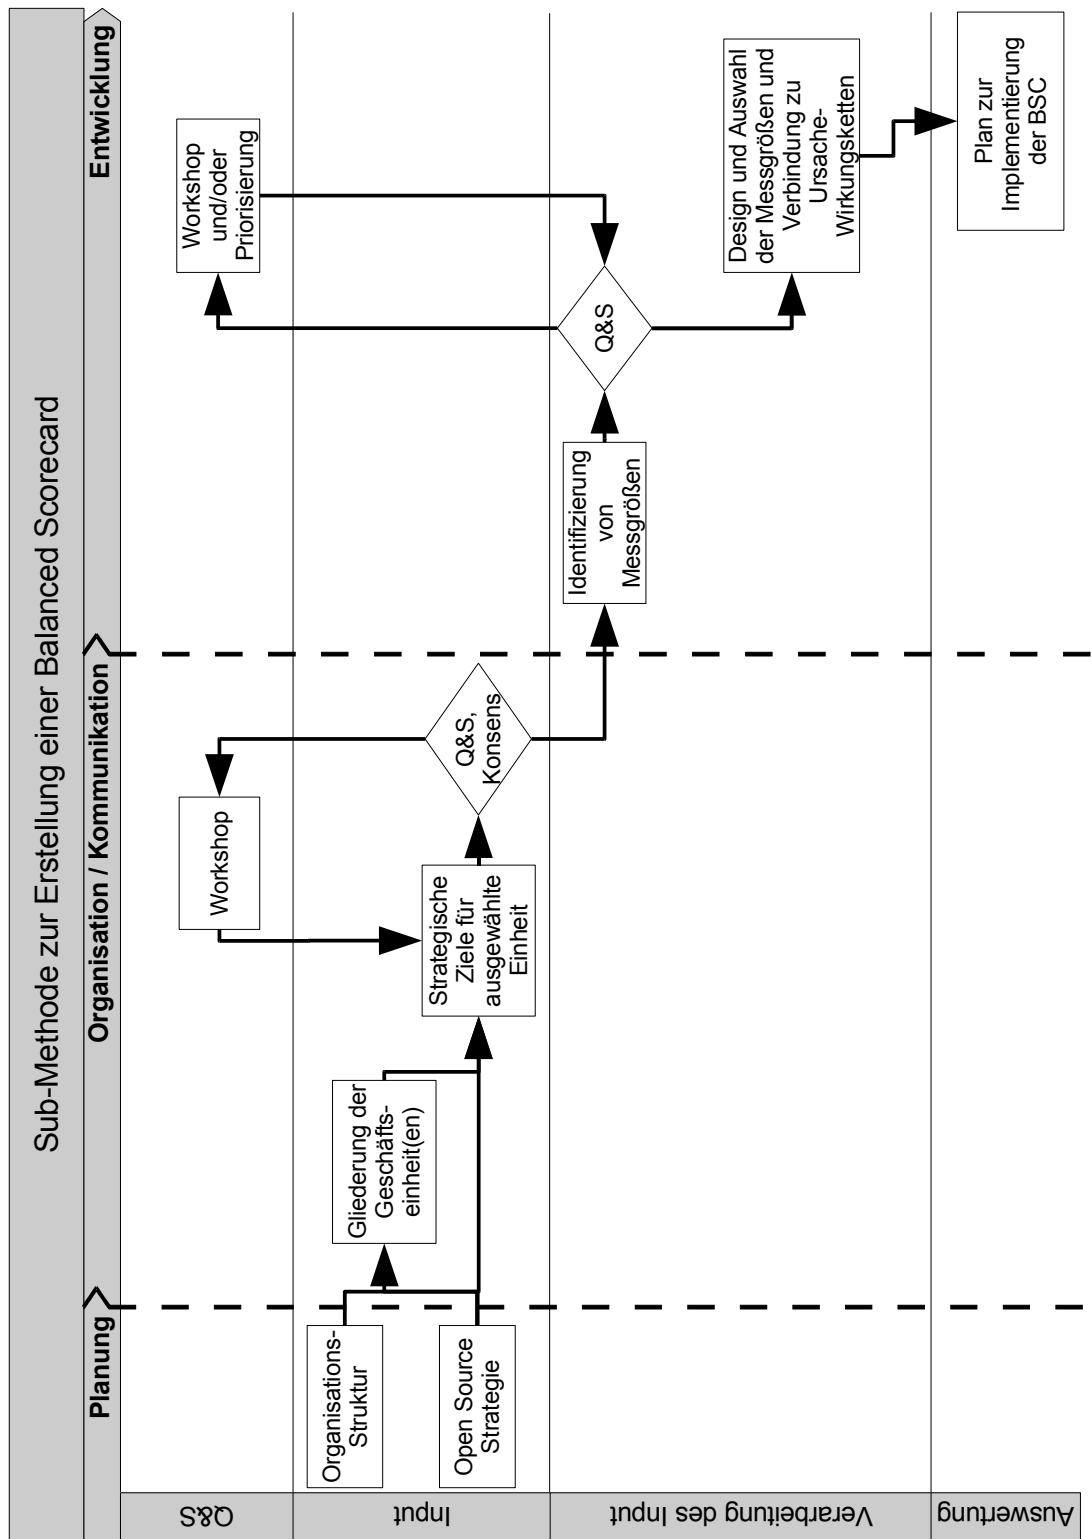 Sub-Methode zur Erstellung einer Balanced Scorecard
Planung
Organisation / Kommunikation
Entwicklung
Q&S
Workshop
Workshop
und/oder
Priorisierung
Input
Organisations-
Struktur
Open Source
Strategie
Gliederung der
Geschäfts-
einheit(en)
Strategische
Ziele für
ausgewählte
Einheit
Q&S,
Konsens
Verarbeitung des Input
Identifizierung
von
Messgrößen
Q&S
Design und Auswahl
der Messgrößen und
Verbindung zu
Ursache-
Wirkungsketten
Auswertung
Plan zur
Implementierung
der BSC